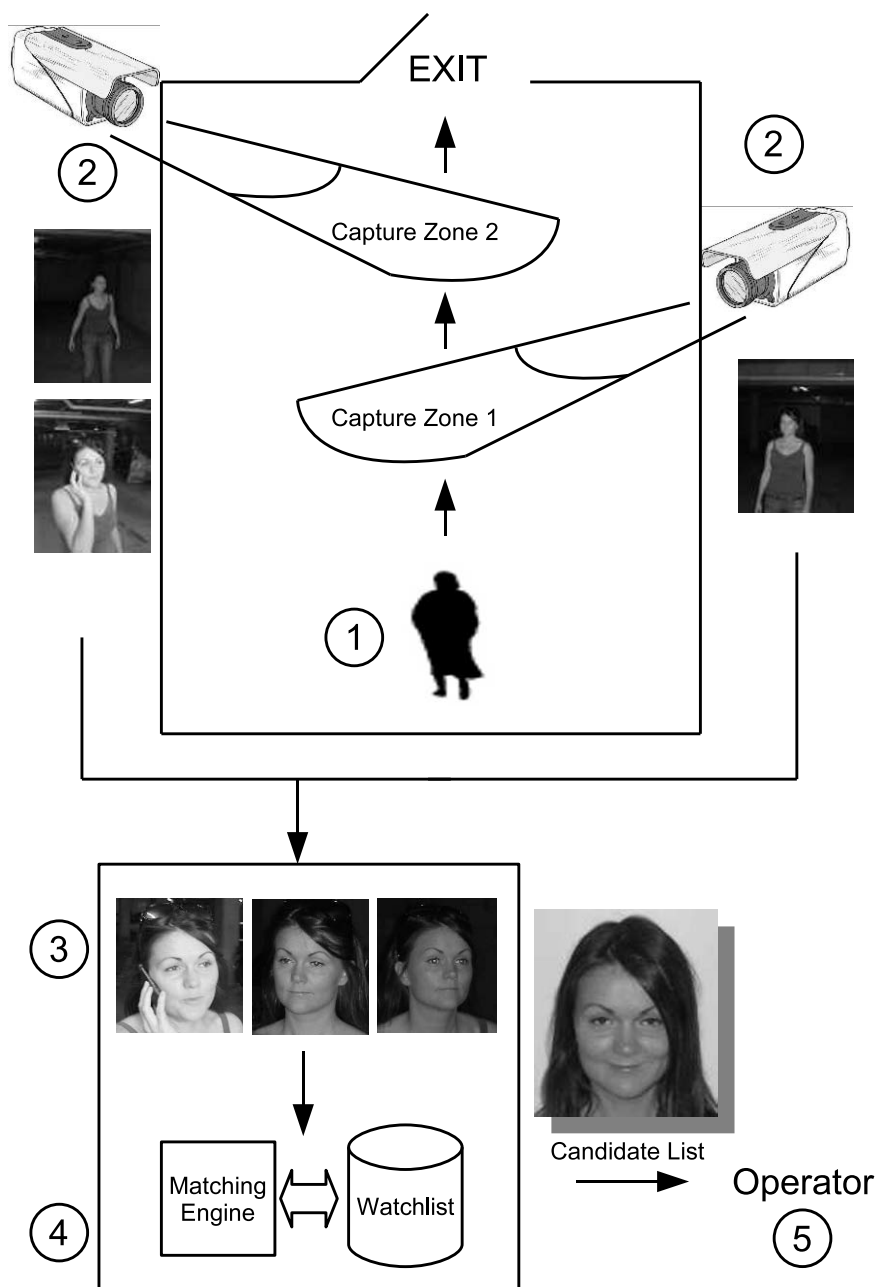 EXIT
2
2
Capture Zone 2
Capture Zone 1
1
3
Candidate List
Matching
Engine
Watchlist
Operator
4
5